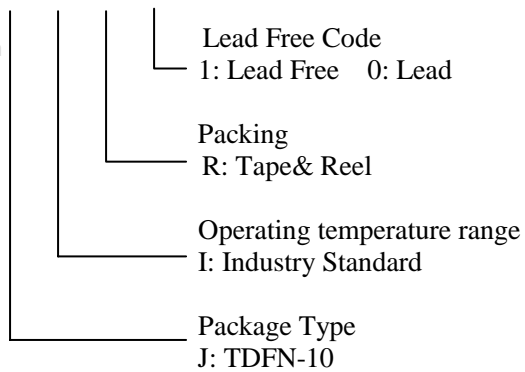 Lead Free Code
1: Lead Free 0: Lead
Packing
R: Tape& Reel
Operating temperature range
I: Industry Standard
Package Type
J: TDFN-10